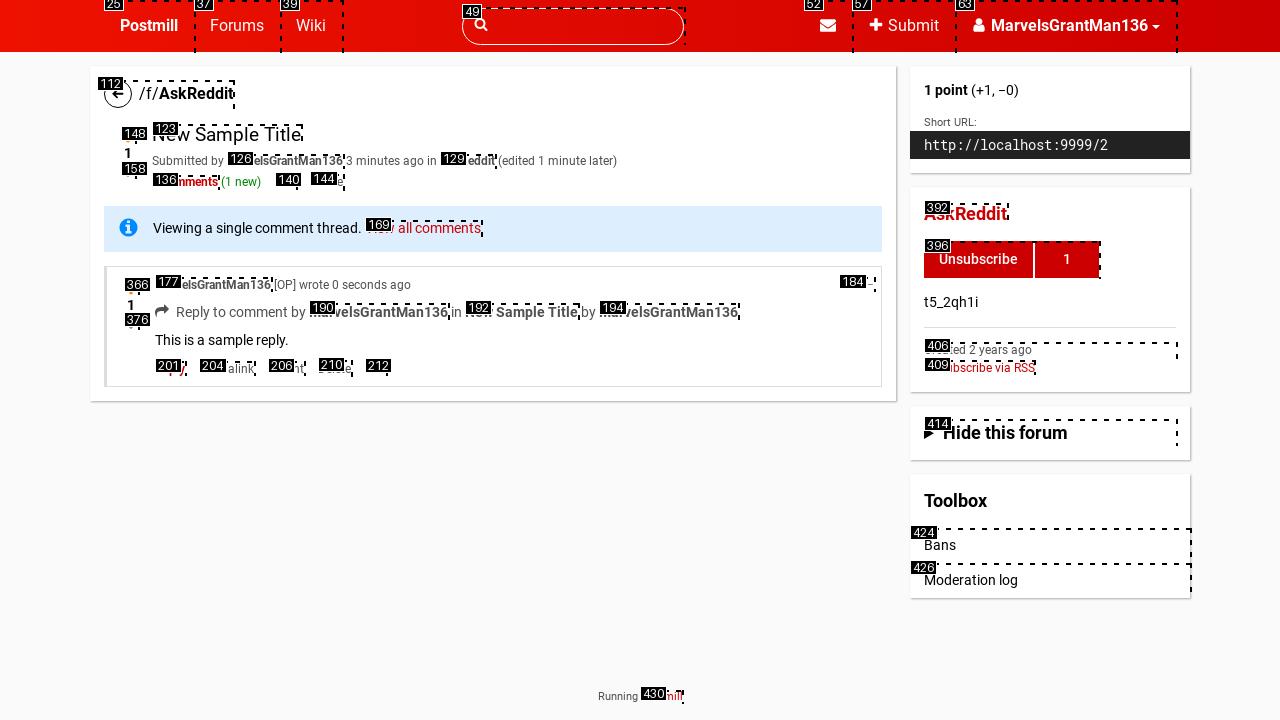 25 37 39 49 52 57 63
Postmill Forums Wiki Submit MarvelsGrantMan136
112 /f/AskReddit
148 123 New Sample Title
1
158 Submitted by 126 elsGrantMan136 3 minutes ago in 129 eddit (edited 1 minute later)
136 mments (1 new) 140 144
Viewing a single comment thread. 169 all comments
366 177 elsGrantMan136 [OP] wrote 0 seconds ago 184
1
376 Reply to comment by 190 MarvelsGrantMan136 in 192 New Sample Title by 194 MarvelsGrantMan136
This is a sample reply.
201 204 alink 206 210 212
1 point (+1, −0)
Short URL:
http://localhost:9999/2
392
AskReddit
396
Unsubscribe 1
t5_2qh1i
406
Created 2 years ago
409 bscribe via RSS
414
Hide this forum
Toolbox
424
Bans
426
Moderation log
Running 430 mill